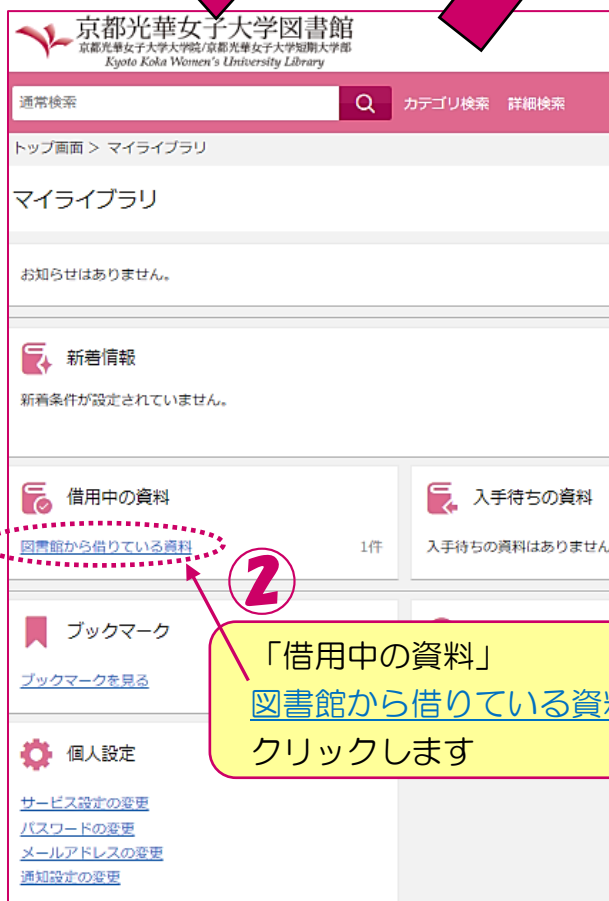 京都光華女子大学図書館
京都光華女子大学大学院/京都光華女子大学短期大学部
Kyoto Koka Women's University Library
通常検索
カテゴリ検索 詳細検索
トップ画面 > マイライブラリ
マイライブラリ
お知らせはありません。
新着情報
新着条件が設定されていません。
借用中の資料
入手待ちの資料
図書館から借りている資料
1件
入手待ちの資料はありません
②
ブックマーク
ブックマークを見る
「借用中の資料」
図書館から借りている資
クリックします
個人設定
サービス設定の変更
パスワードの変更
メールアドレスの変更
通知設定の変更